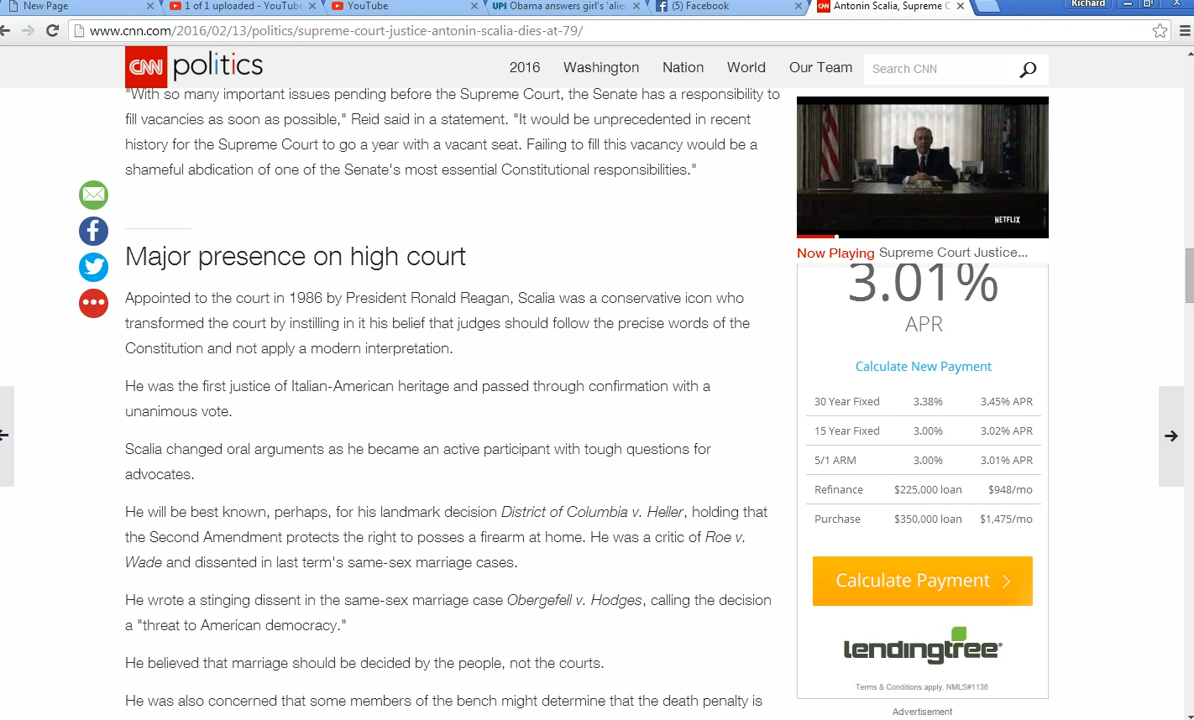 New Page
1 of 1 uploaded - YouTube
YouTube
UPI Obama answers girl's 'alie
(5) Facebook
CNN Antonin Scalia, Supreme C
Richard
www.cnn.com/2016/02/13/politics/supreme-court-justice-antonin-scalia-dies-at-79/
CNN politics
2016 Washington Nation World Our Team Search CNN
"With so many important issues pending before the Supreme Court, the Senate has a responsibility to
fill vacancies as soon as possible," Reid said in a statement. "It would be unprecedented in recent
history for the Supreme Court to go a year with a vacant seat. Failing to fill this vacancy would be a
shameful abdication of one of the Senate's most essential Constitutional responsibilities."
Major presence on high court
Appointed to the court in 1986 by President Ronald Reagan, Scalia was a conservative icon who
transformed the court by instilling in it his belief that judges should follow the precise words of the
Constitution and not apply a modern interpretation.
He was the first justice of Italian-American heritage and passed through confirmation with a
unanimous vote.
Scalia changed oral arguments as he became an active participant with tough questions for
advocates.
He will be best known, perhaps, for his landmark decision District of Columbia v. Heller, holding that
the Second Amendment protects the right to posses a firearm at home. He was a critic of Roe v.
Wade and dissented in last term's same-sex marriage cases.
He wrote a stinging dissent in the same-sex marriage case Obergefell v. Hodges, calling the decision
a "threat to American democracy."
He believed that marriage should be decided by the people, not the courts.
He was also concerned that some members of the bench might determine that the death penalty is
NETFLIX
Now Playing Supreme Court Justice...
3.01%
APR
Calculate New Payment
30 Year Fixed 3.38% 3.45% APR
15 Year Fixed 3.00% 3.02% APR
5/1 ARM 3.00% 3.01% APR
Refinance $225,000 loan $948/mo
Purchase $350,000 loan $1,475/mo
Calculate Payment
lendingtree
Terms & Conditions apply. NMLS#1136
Advertisement